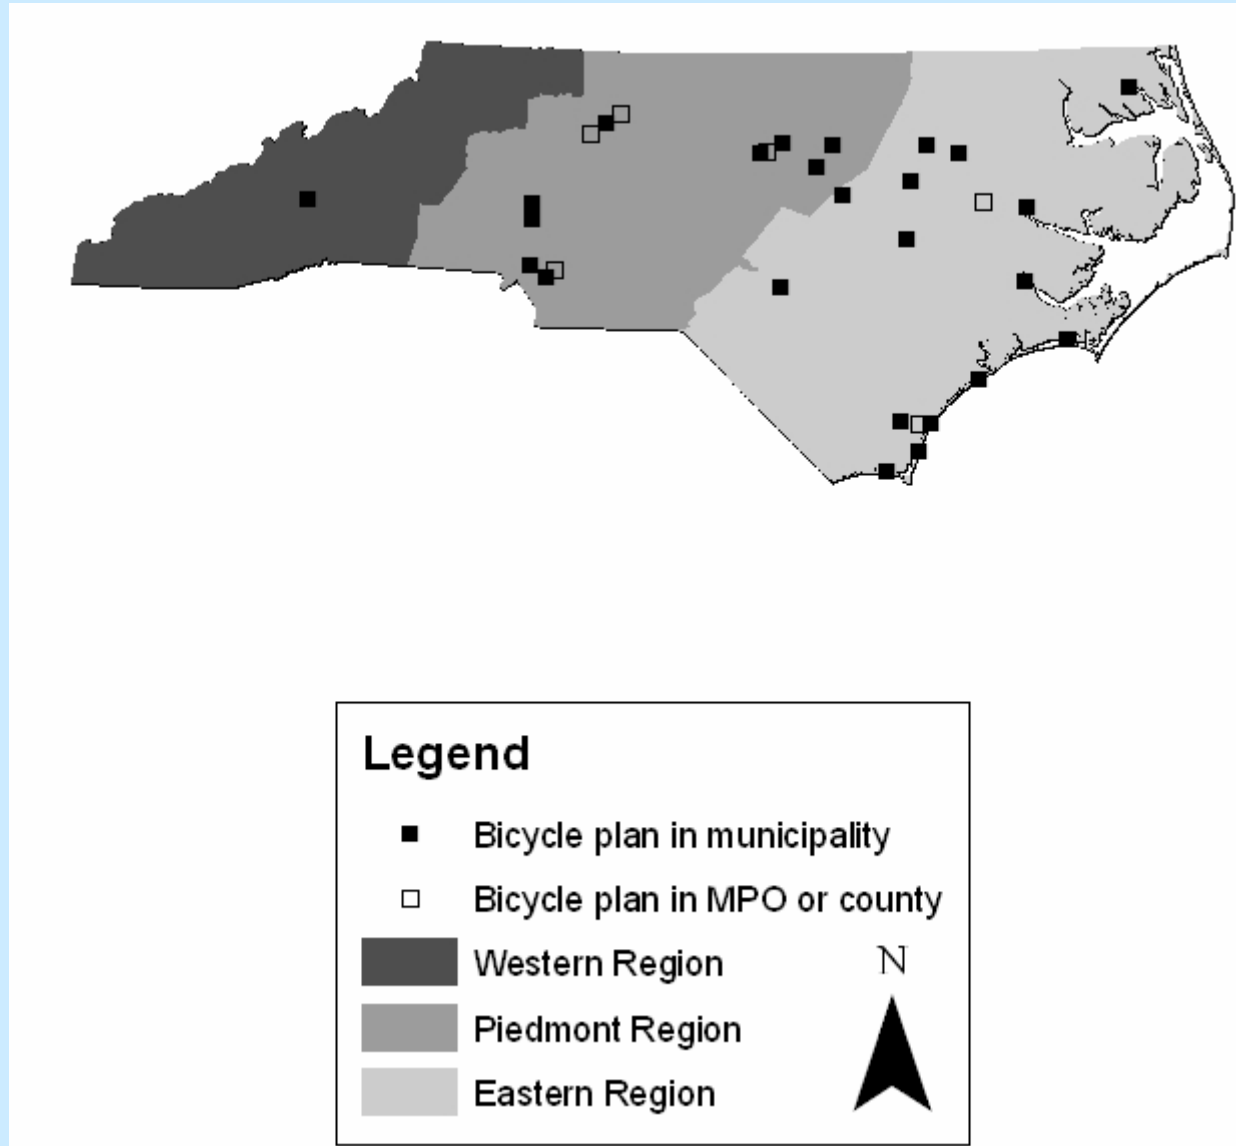 Legend
Bicycle plan in municipality
Bicycle plan in MPO or county
Western Region
N
Piedmont Region
Eastern Region